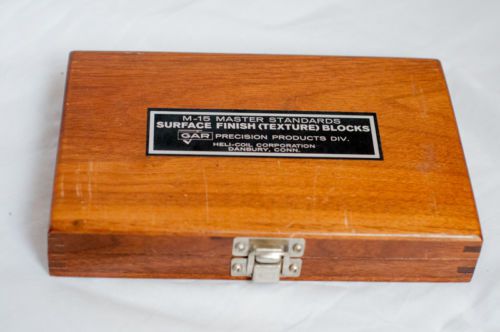 M-15 MASTER STANDARDS
SURFACE FINISH (TEXTURE) BLOCKS
GAR PRECISION PRODUCTS DIV.
HELI-COIL CORPORATION
DANBURY, CONN.